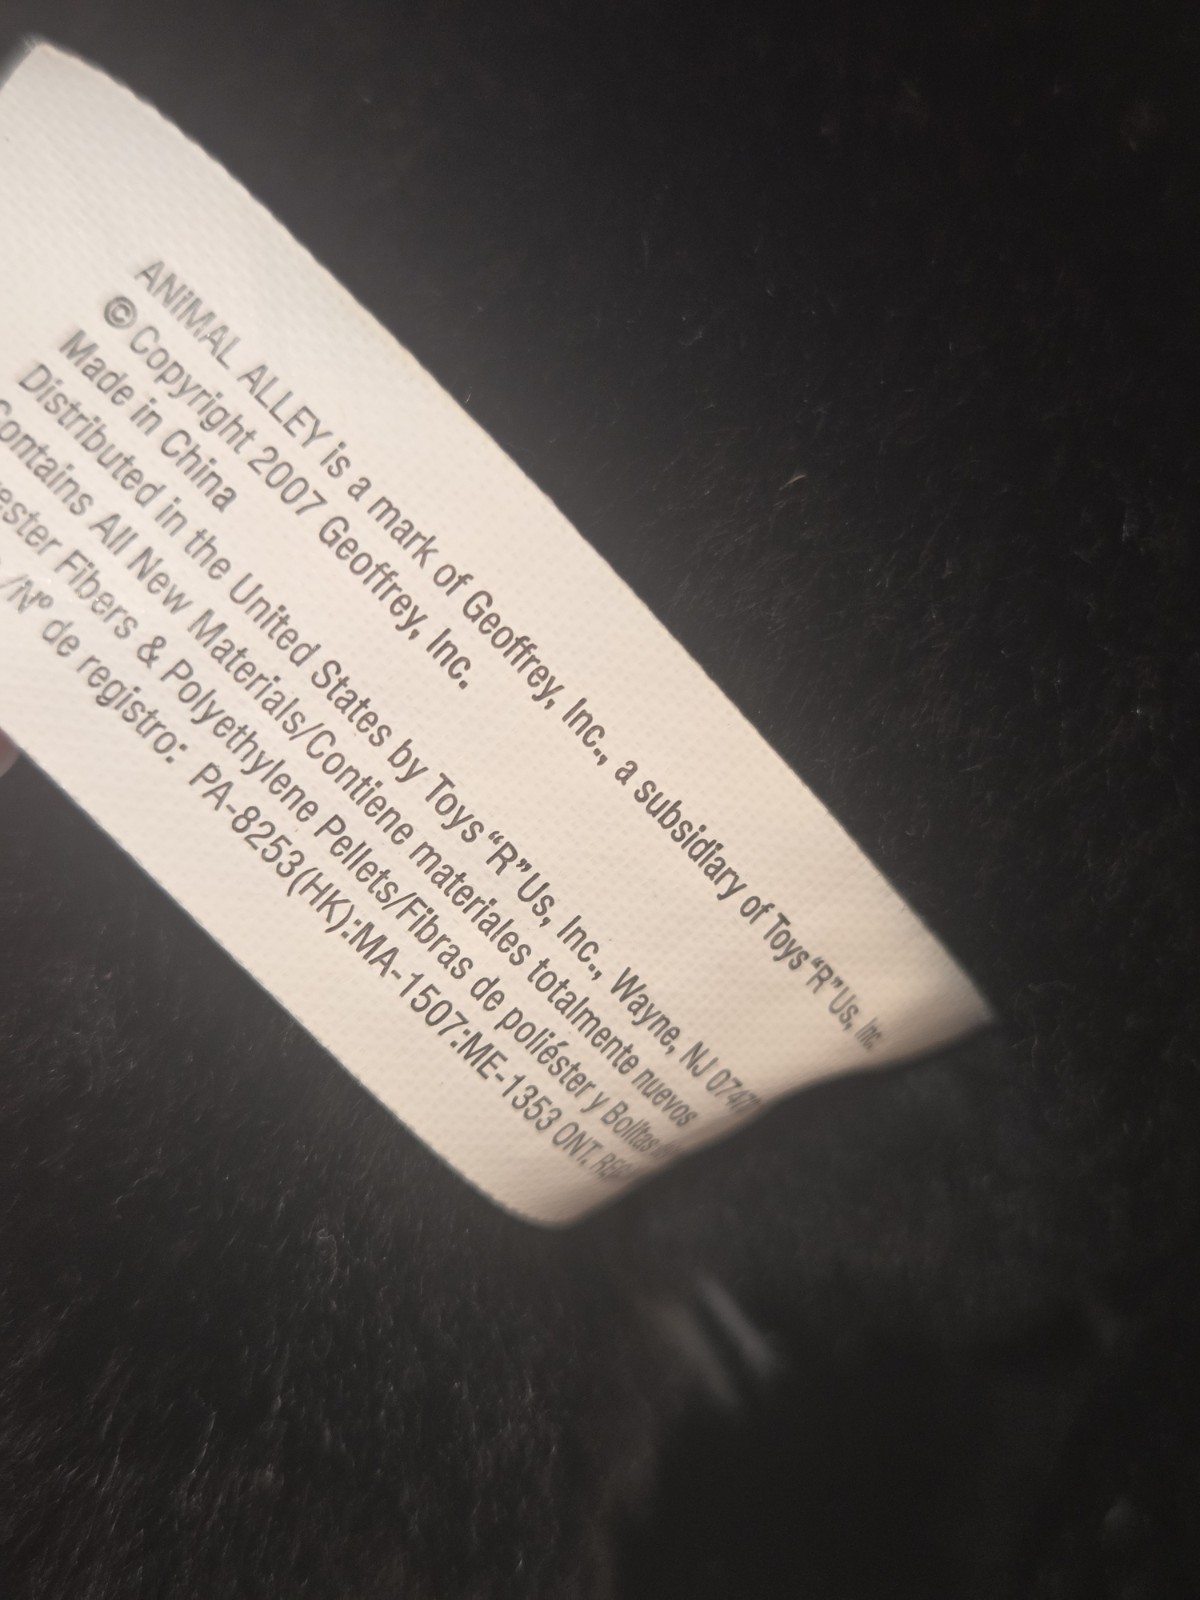 ANiMAL ALLEY is a mark of Geoffrey, Inc., a subsidiary of Toys “R” Us, Inc.
© Copyright 2007 Geoffrey, Inc.
Made in China
Distributed in the United States by Toys “R” Us, Inc., Wayne, NJ
Contains All New Materials/Contiene materiales totalmente nuevos
Fibers & Polyethylene Pellets/Fibras de poliéster y Bolitas
/Nº de registro: PA-8253(HK):MA-1507:ME-1353 ONT.